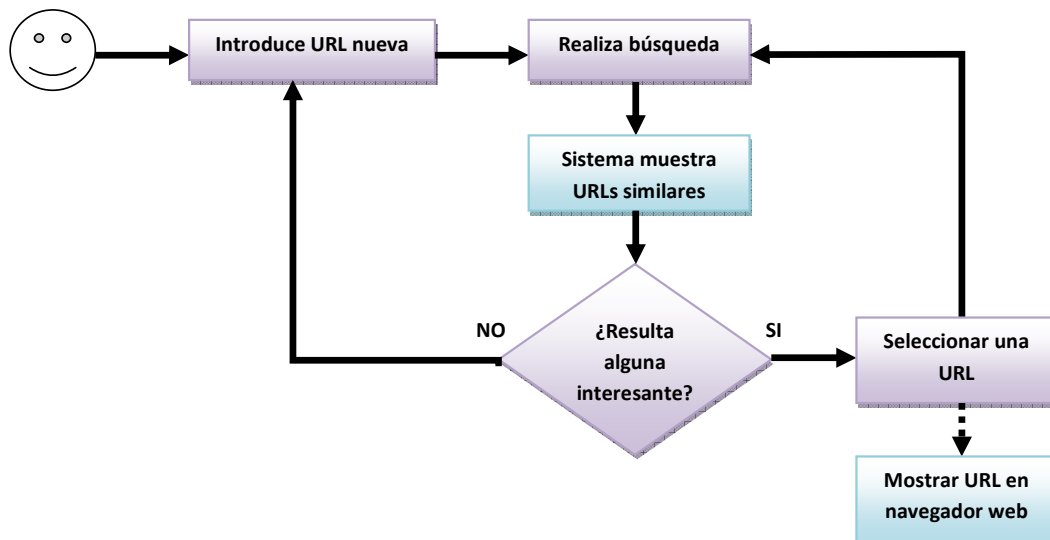 Introduce URL nueva
Realiza búsqueda
Sistema muestra
URLs similares
NO
¿Resulta
alguna
interesante?
SI
Seleccionar una
URL
Mostrar URL en
navegador web